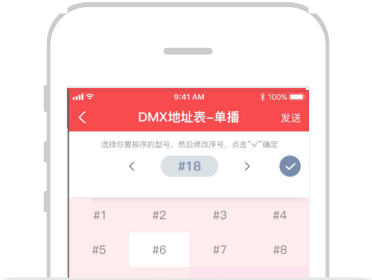 9:41 AM 100%
DMX地址表-单播 发送
选择你要排序的型号，然后修改序号、点击"√"确定
< #18 >
#1 #2 #3 #4
#5 #6 #7 #8